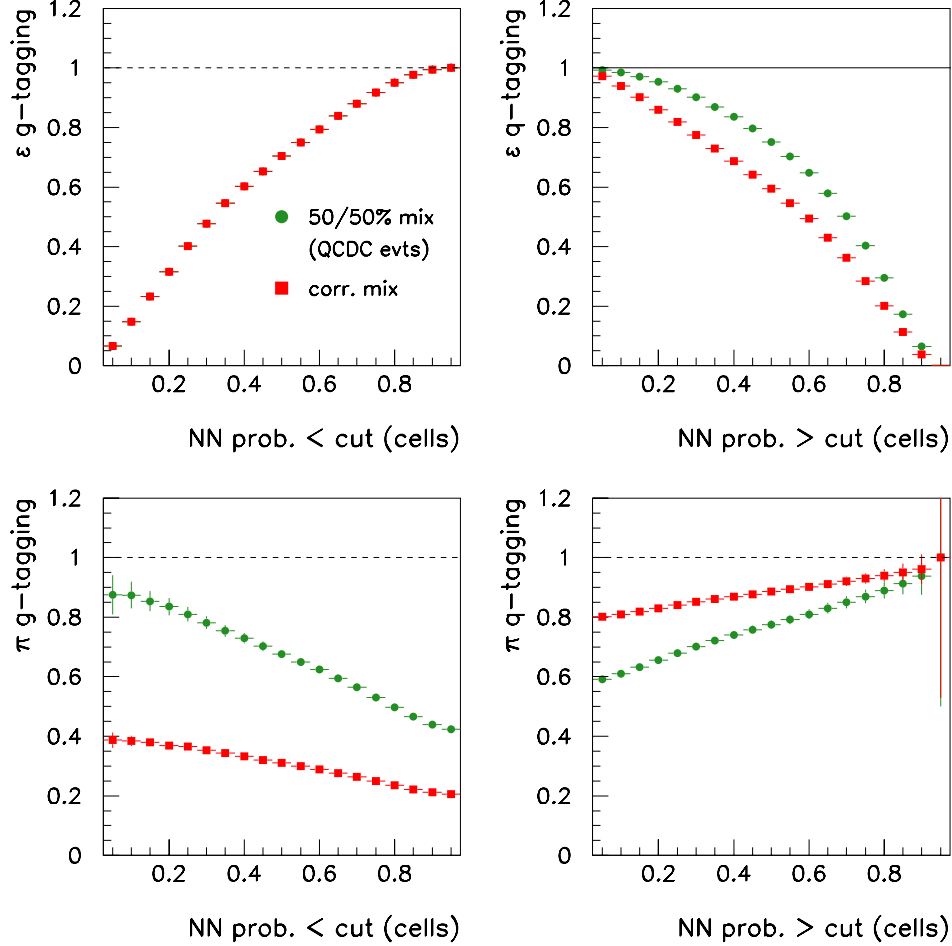 ε g-tagging
1.2
1
0.8
0.6
0.4
0.2
0
50/50% mix
(QCDC evts)
corr. mix
0.2 0.4 0.6 0.8
NN prob. < cut (cells)
ε q-tagging
1.2
1
0.8
0.6
0.4
0.2
0
0.2 0.4 0.6 0.8
NN prob. > cut (cells)
π g-tagging
1.2
1
0.8
0.6
0.4
0.2
0
0.2 0.4 0.6 0.8
NN prob. < cut (cells)
π q-tagging
1.2
1
0.8
0.6
0.4
0.2
0
0.2 0.4 0.6 0.8
NN prob. > cut (cells)